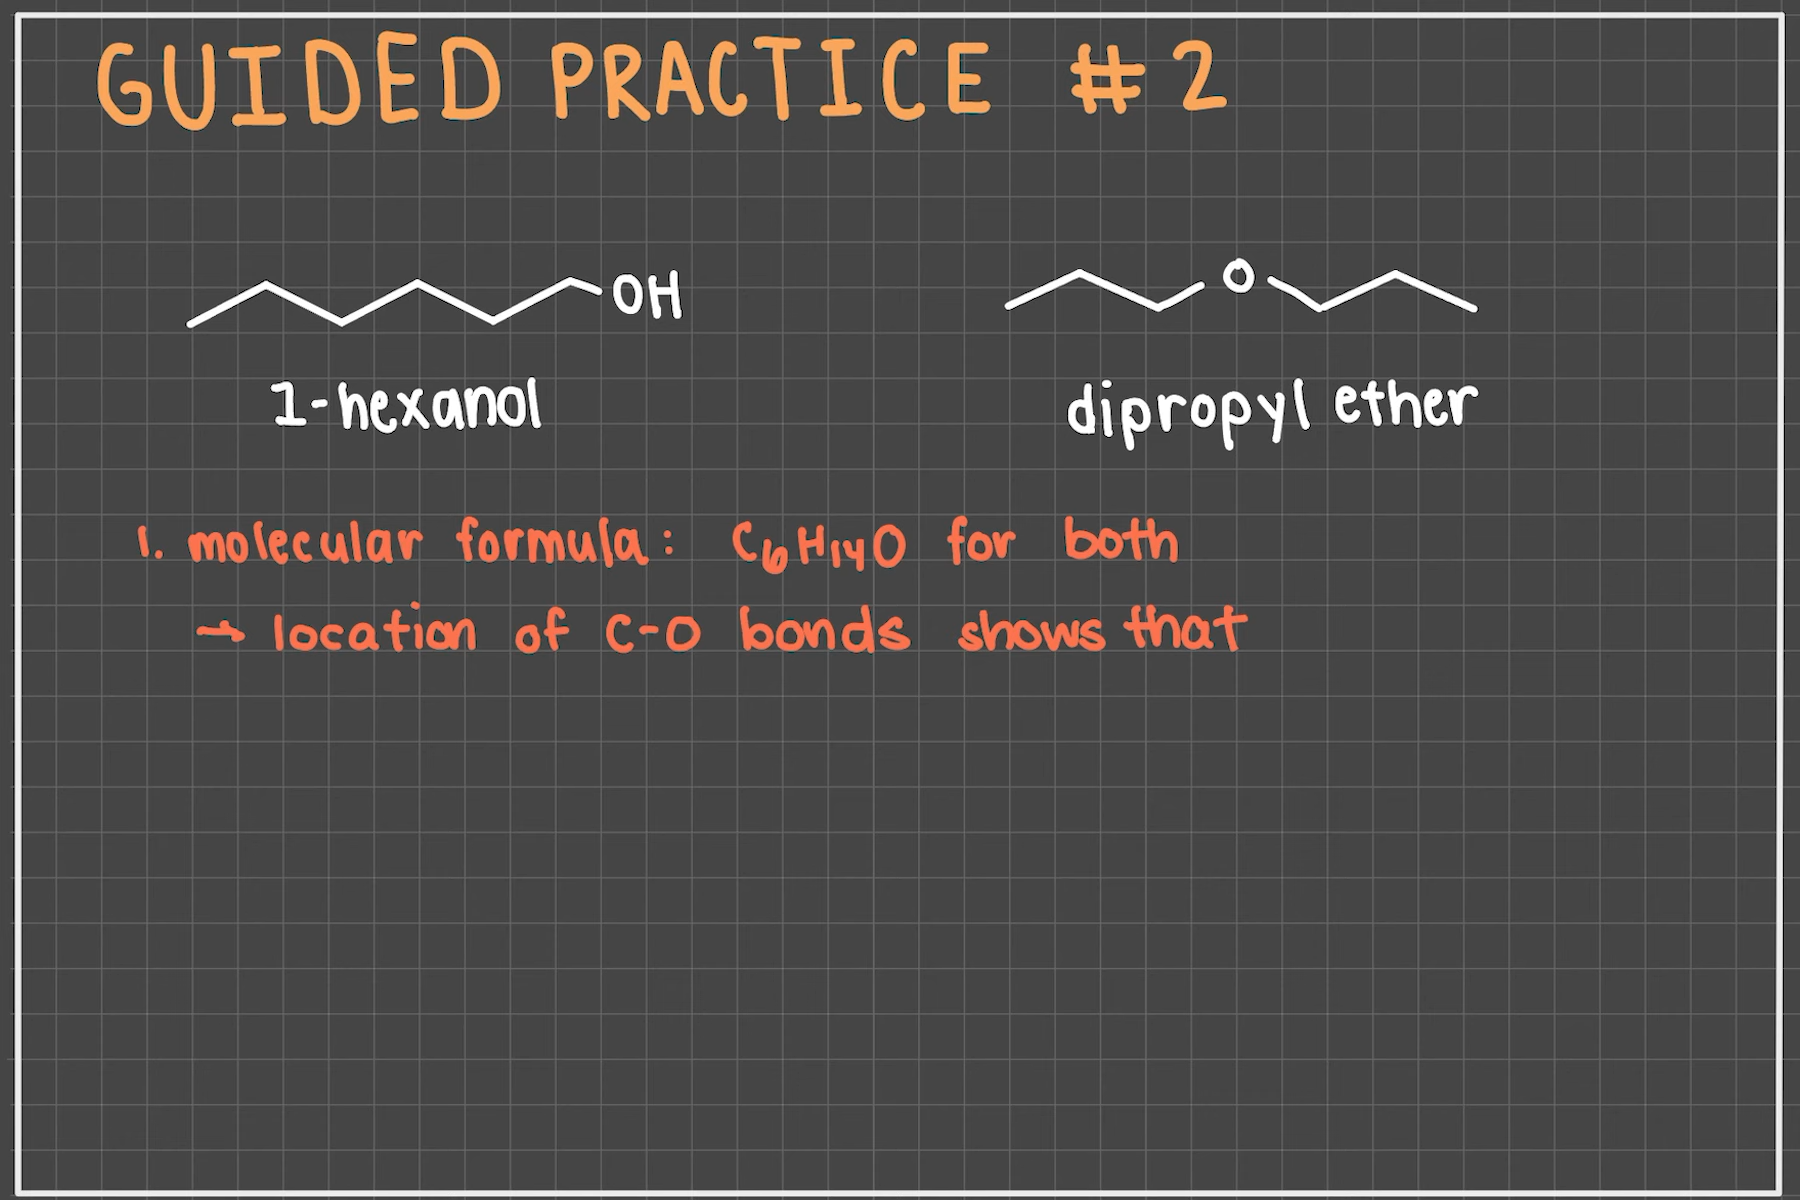 GUIDED PRACTICE #2
OH
O
1-hexanol
dipropyl ether
1. molecular formula: C₆H₁₄O for both
→ location of C-O bonds shows that